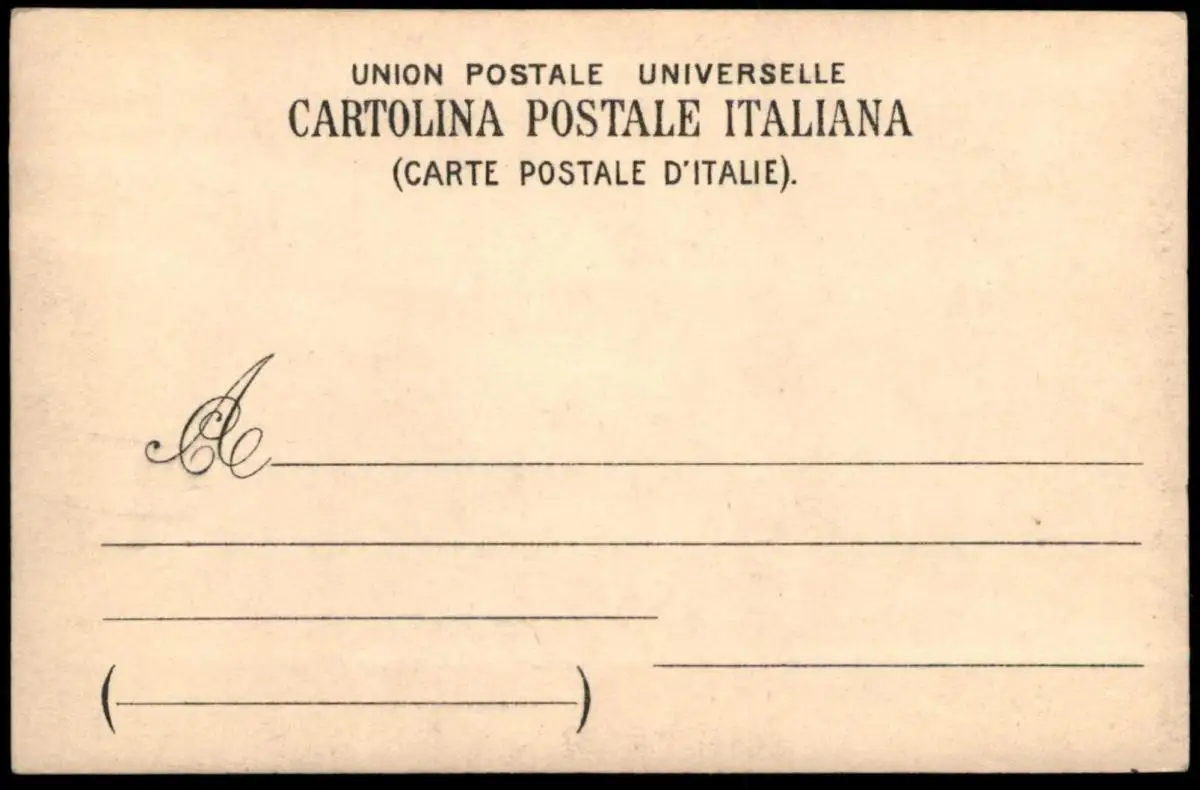 UNION POSTALE UNIVERSELLE
CARTOLINA POSTALE ITALIANA
(CARTE POSTALE D'ITALIE).
A
( )